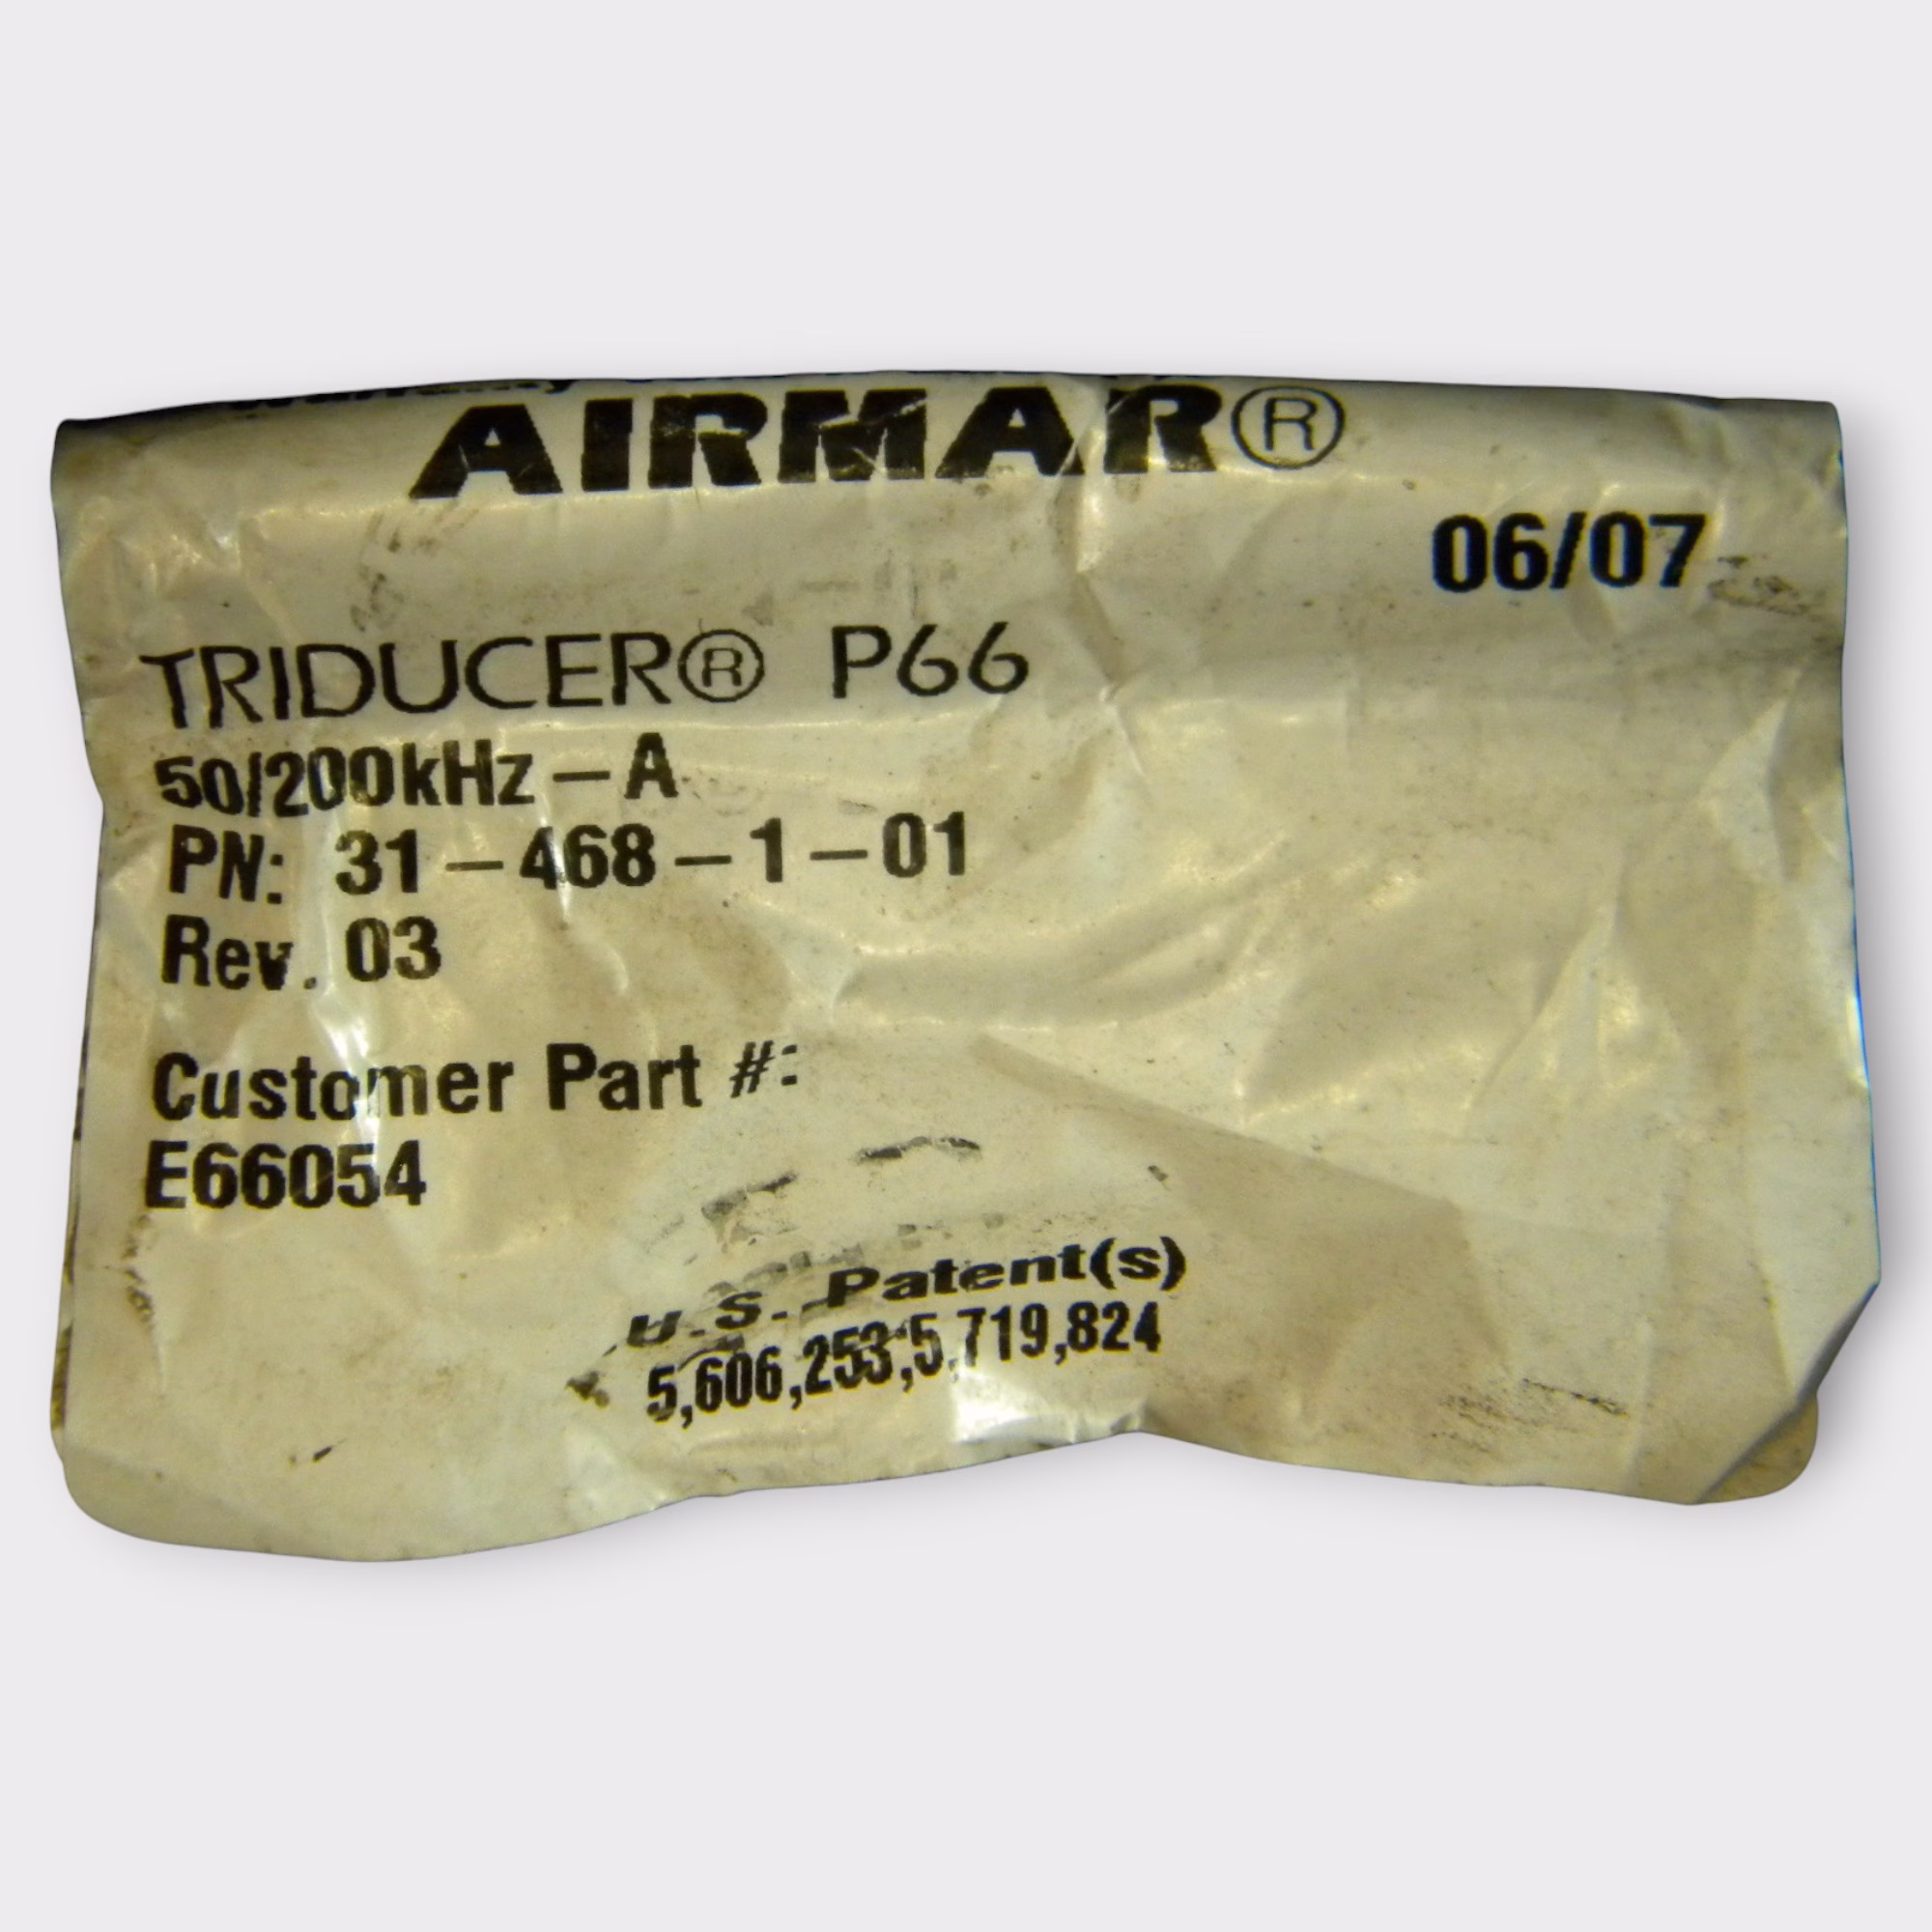 AIRMAR®
06/07
TRIDUCER® P66
50/200kHz-A
PN: 31-468-1-01
Rev. 03
Customer Part #:
E66054
U.S. Patent(s)
5,606,253;5,719,824